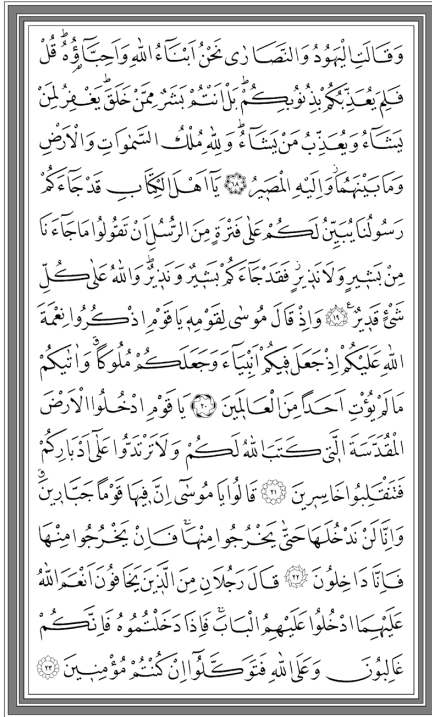 وَقَالَتِ الْيَهُودُ وَالنَّصَارٰى نَحْنُ اَبْنَاءُ اللّٰهِ وَاَحِبَّاؤُهُ قُلْ
فَلِمَ يُعَذِّبُكُمْ بِذُنُوبِكُمْ بَلْ اَنْتُمْ بَشَرٌ مِمَّنْ خَلَقَ يَغْفِرُ لِمَنْ
يَشَاءُ وَيُعَذِّبُ مَنْ يَشَاءُ وَلِلّٰهِ مُلْكُ السَّمٰوَاتِ وَالْاَرْضِ
وَمَا بَيْنَهُمَا وَاِلَيْهِ الْمَصِيرُ ﴿١٨﴾ يَا اَهْلَ الْكِتَابِ قَدْ جَاءَكُمْ
رَسُولُنَا يُبَيِّنُ لَكُمْ عَلٰى فَتْرَةٍ مِنَ الرُّسُلِ اَنْ تَقُولُوا مَا جَاءَنَا
مِنْ بَشِيرٍ وَلَا نَذِيرٍ فَقَدْ جَاءَكُمْ بَشِيرٌ وَنَذِيرٌ وَاللّٰهُ عَلٰى كُلِّ
شَیْءٍ قَدِيرٌ ﴿١٩﴾ وَاِذْ قَالَ مُوسٰى لِقَوْمِهِ يَا قَوْمِ اذْكُرُوا نِعْمَةَ
اللّٰهِ عَلَيْكُمْ اِذْ جَعَلَ فِيكُمْ اَنْبِيَاءَ وَجَعَلَكُمْ مُلُوكًا وَاٰتٰيكُمْ
مَا لَمْ يُؤْتِ اَحَدًا مِنَ الْعَالَمِينَ ﴿٢٠﴾ يَا قَوْمِ ادْخُلُوا الْاَرْضَ
الْمُقَدَّسَةَ الَّتِى كَتَبَ اللّٰهُ لَكُمْ وَلَا تَرْتَدُّوا عَلٰى اَدْبَارِكُمْ
فَتَنْقَلِبُوا خَاسِرِينَ ﴿٢١﴾ قَالُوا يَا مُوسٰى اِنَّ فِيهَا قَوْمًا جَبَّارِينَ
وَاِنَّا لَنْ نَدْخُلَهَا حَتّٰى يَخْرُجُوا مِنْهَا فَاِنْ يَخْرُجُوا مِنْهَا
فَاِنَّا دَاخِلُونَ ﴿٢٢﴾ قَالَ رَجُلَانِ مِنَ الَّذِينَ يَخَافُونَ اَنْعَمَ اللّٰهُ
عَلَيْهِمَا ادْخُلُوا عَلَيْهِمُ الْبَابَ فَاِذَا دَخَلْتُمُوهُ فَاِنَّكُمْ
غَالِبُونَ وَعَلَى اللّٰهِ فَتَوَكَّلُوا اِنْ كُنْتُمْ مُؤْمِنِينَ ﴿٢٣﴾